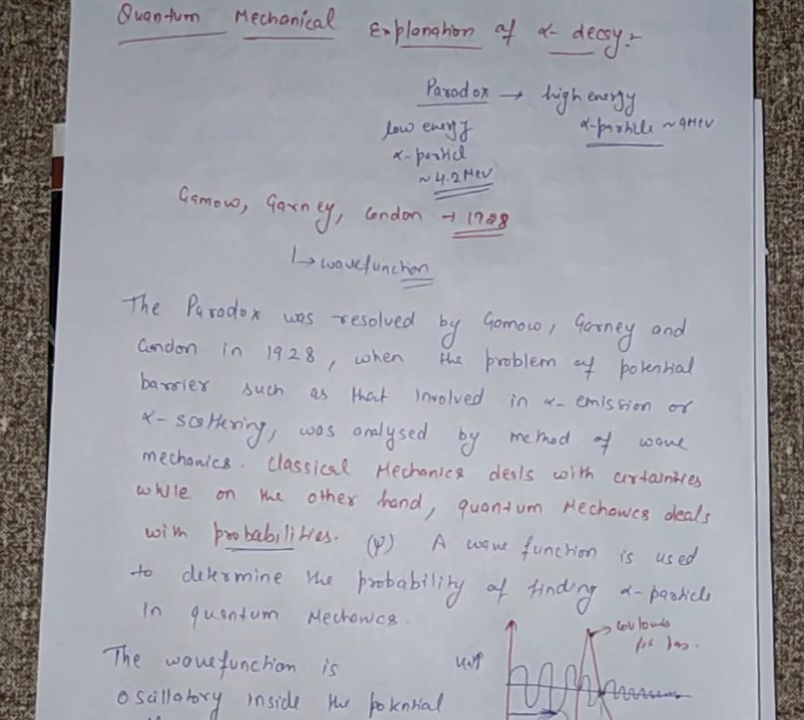 Quantum Mechanical Explanation of α- decay:-
Paradox → high energy
α-particle ~9MeV
low energy
α-particl
~4.2MeV
Gamow, Garney, Condon → 1928
↳ wavefunction
The Paradox was resolved by Gamow, Garney and
Condon in 1928, when the problem of potential
barrier such as that involved in α- emission or
α- scattering, was analysed by method of wave
mechanics. Classical Mechanics deals with certainties
while on the other hand, quantum Mechanics deals
with probabilities. (ψ) A wave function is used
to determine the probability of finding α-particle
in quantum Mechanics.
coulomb
The wavefunction is
oscillatory inside the potential